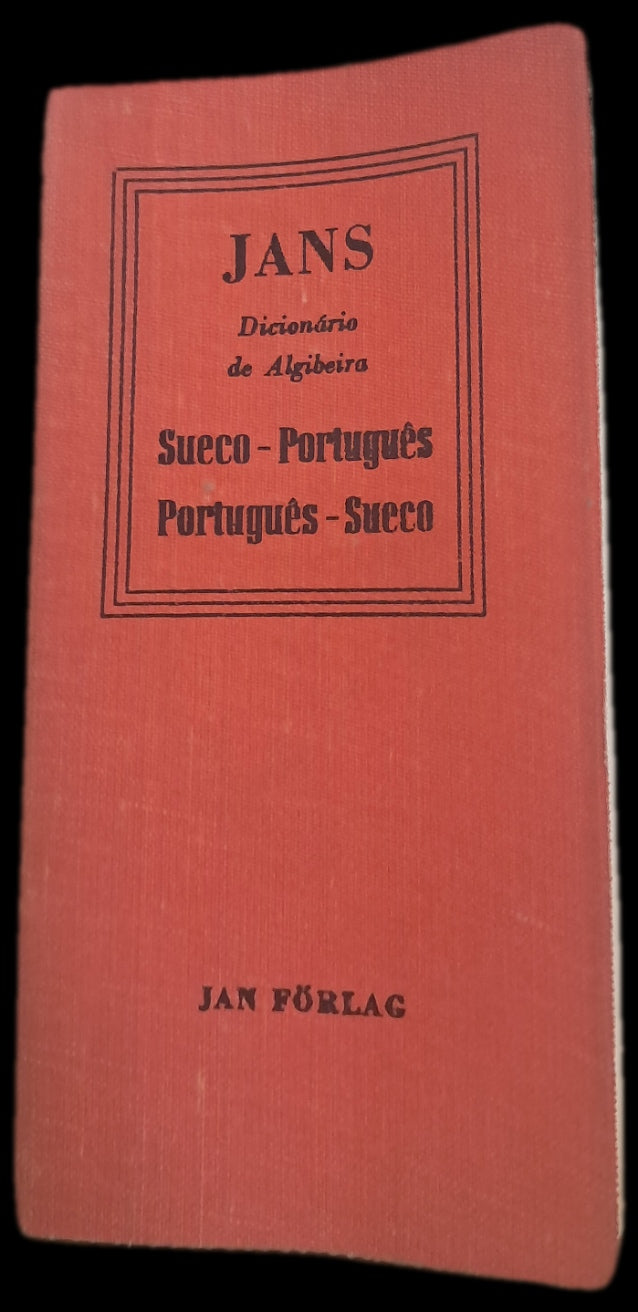 JANS
Dicionário
de Algibeira
Sueco - Português
Português - Sueco
JAN FÖRLAG